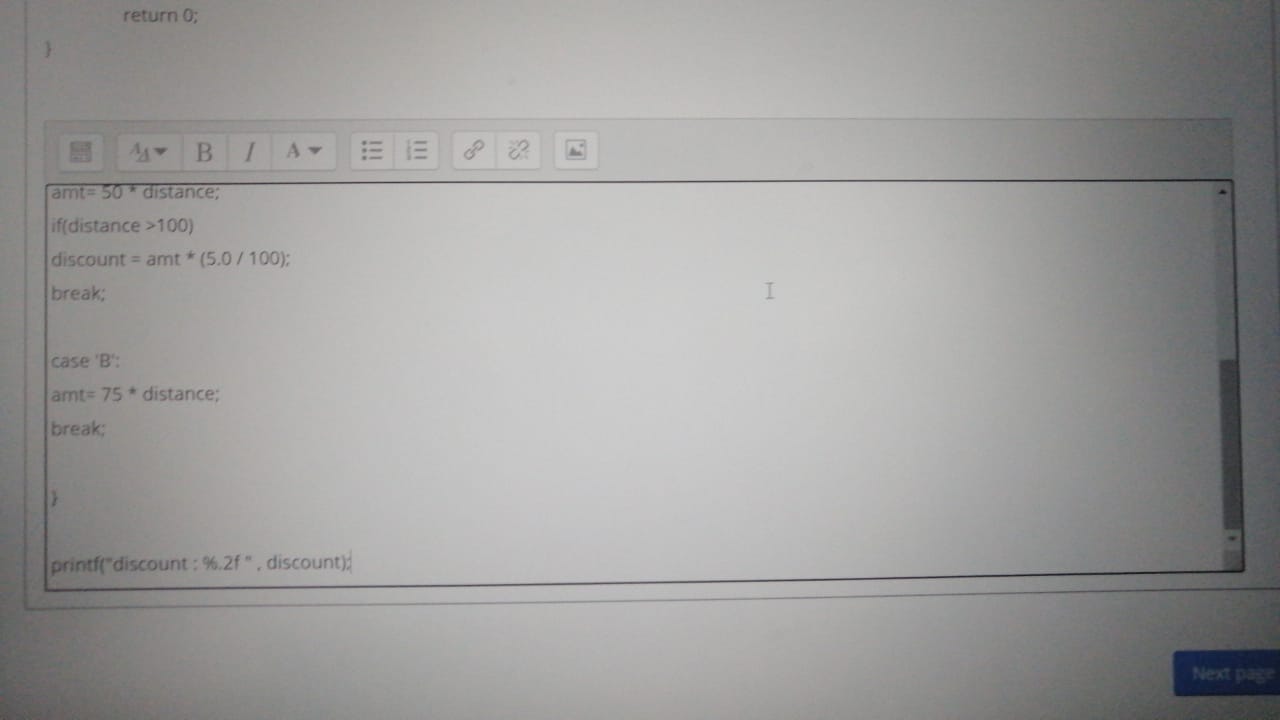 return 0;
}
B I A
amt= 50 * distance;
if(distance >100)
discount = amt * (5.0 / 100);
break;
case 'B':
amt= 75 * distance;
break;
}
printf("discount : %.2f " , discount);
Next page